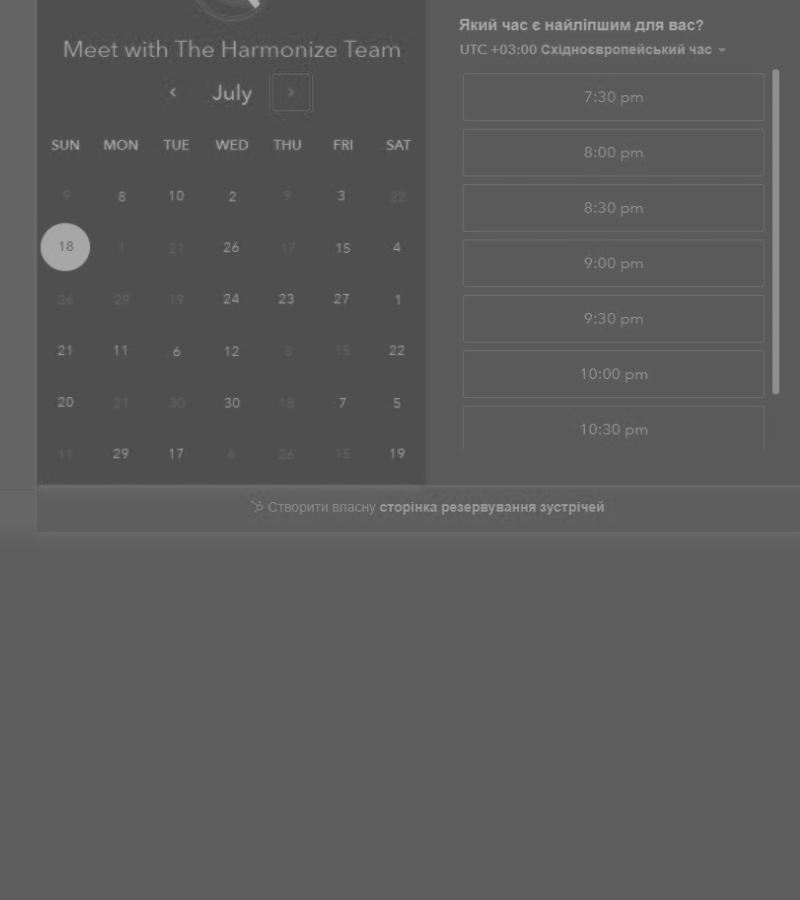 Meet with The Harmonize Team
July
SUN MON TUE WED THU FRI SAT
9 8 10 2 9 3 22
18 1 21 26 17 15 4
26 29 19 24 23 27 1
21 11 6 12 3 15 22
20 21 30 30 18 7 5
11 29 17 6 26 15 19
Який час є найліпшим для вас?
UTC +03:00 Східноєвропейський час
7:30 pm
8:00 pm
8:30 pm
9:00 pm
9:30 pm
10:00 pm
10:30 pm
Створити власну сторінка резервування зустрічей